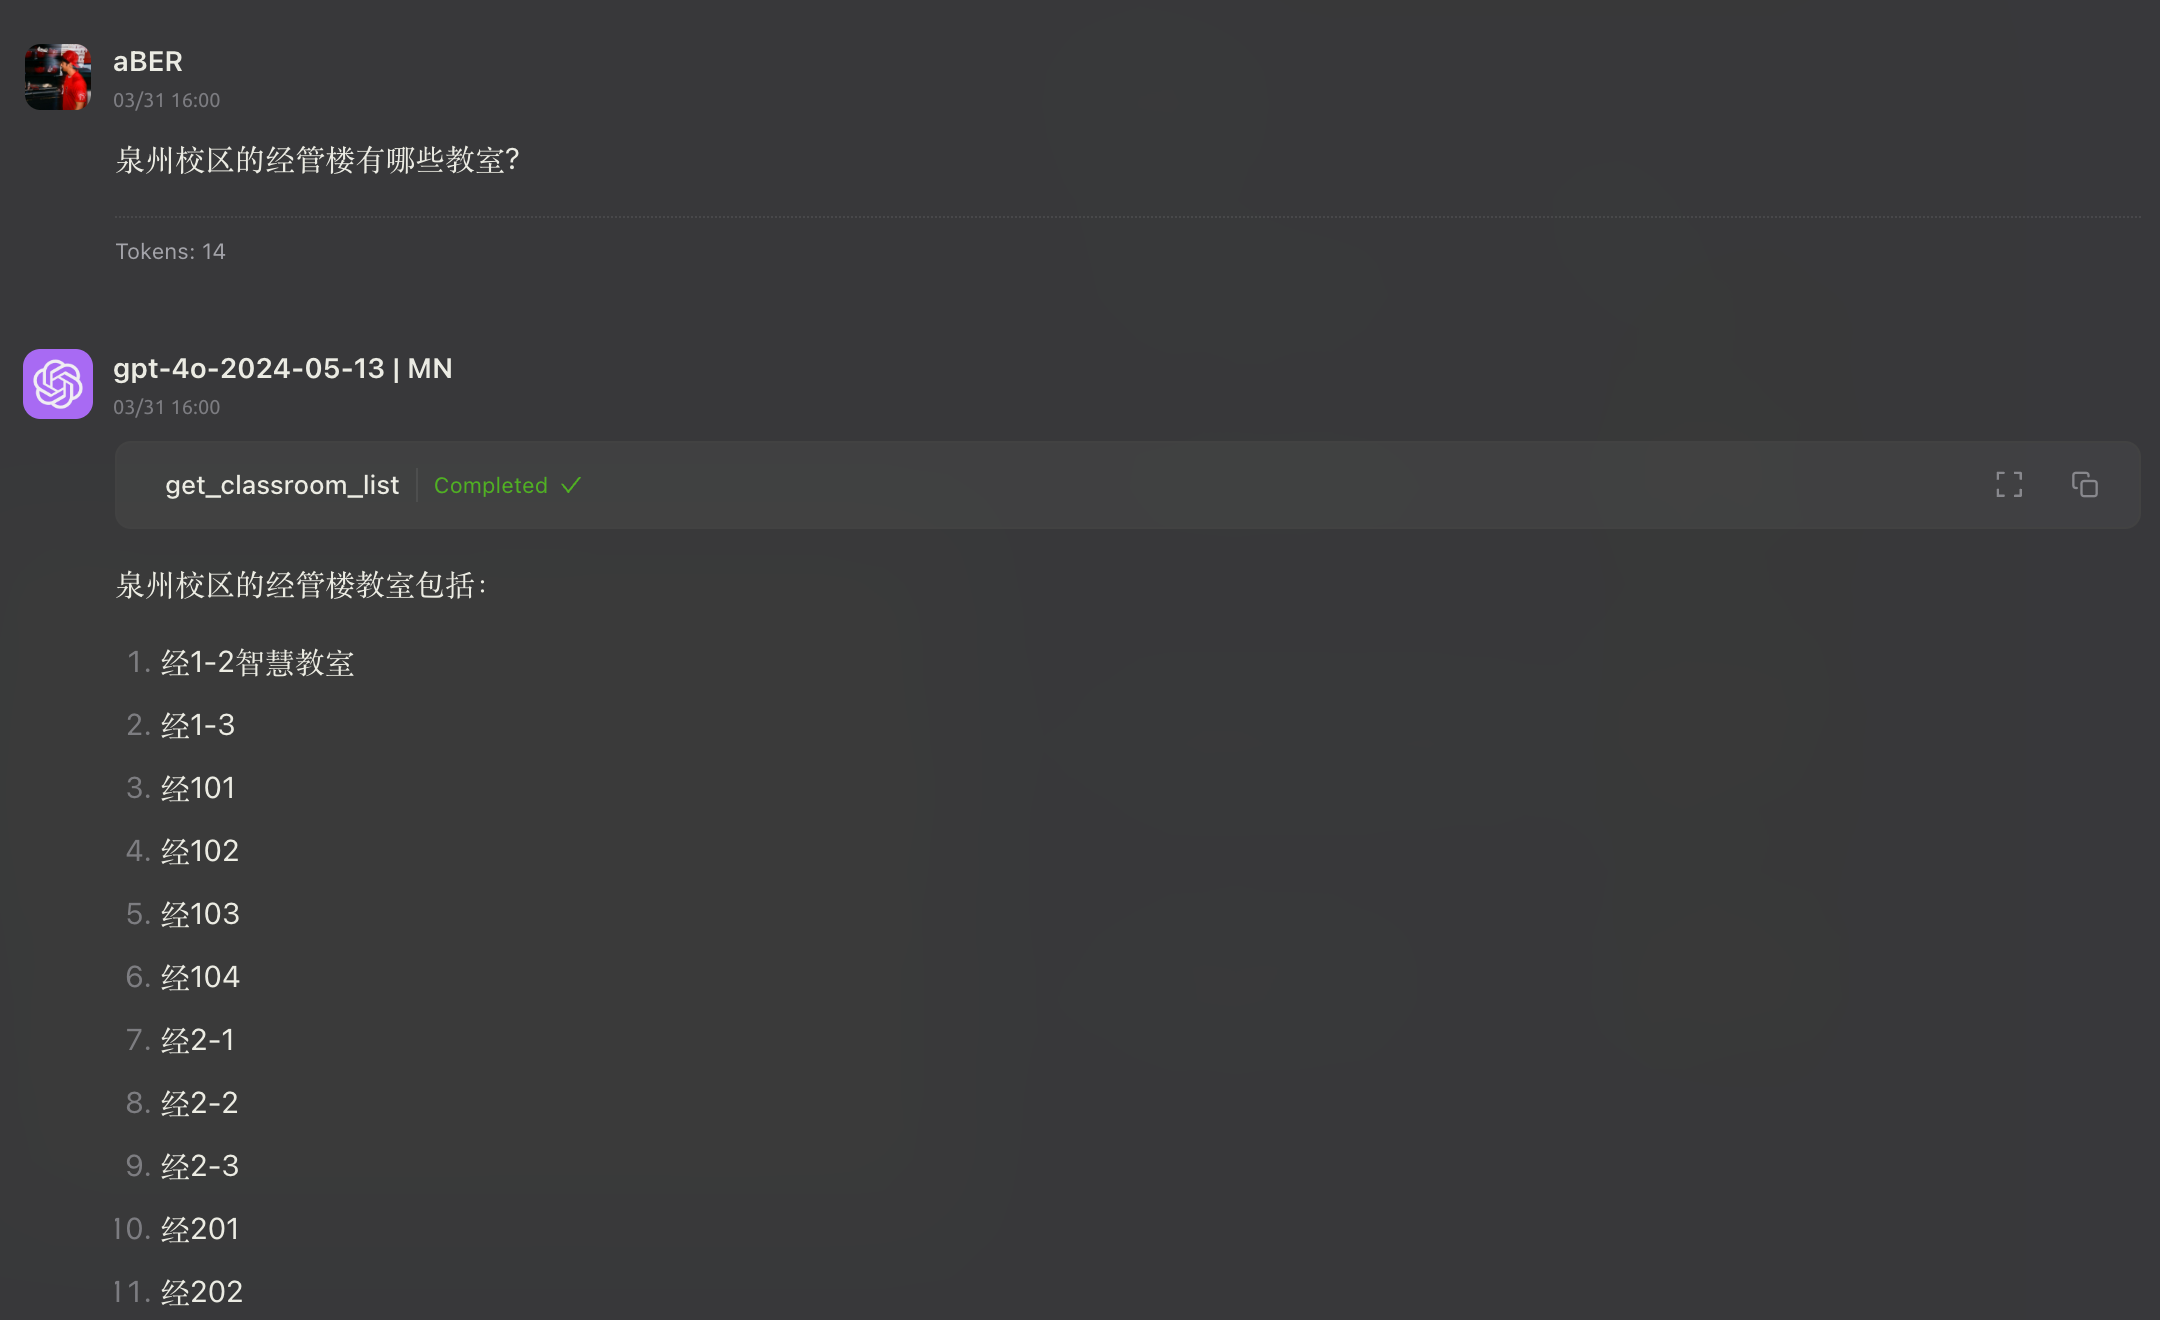 aBER
03/31 16:00
泉州校区的经管楼有哪些教室?
Tokens: 14
gpt-4o-2024-05-13 | MN
03/31 16:00
get_classroom_list Completed
泉州校区的经管楼教室包括:
1. 经1-2智慧教室
2. 经1-3
3. 经101
4. 经102
5. 经103
6. 经104
7. 经2-1
8. 经2-2
9. 经2-3
10. 经201
11. 经202